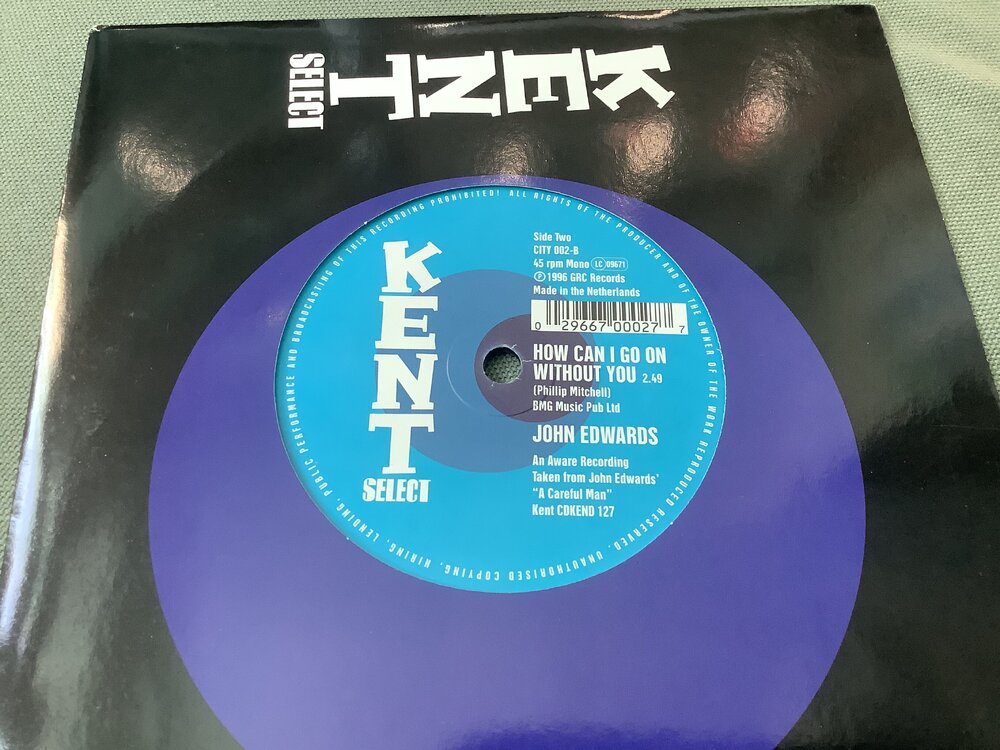 KENT
SELECT
ALL RIGHTS OF THE PRODUCER AND OF THE OWNER OF THE WORK REPRODUCED RESERVED. UNAUTHORISED COPYING, HIRING, LENDING, PUBLIC PERFORMANCE AND BROADCASTING OF THIS RECORDING PROHIBITED!
KENT
SELECT
Side Two
CITY 002-B
45 rpm Mono LC 09671
℗ 1996 GRC Records
Made in the Netherlands
0 29667 00027 7
HOW CAN I GO ON
WITHOUT YOU 2.49
(Phillip Mitchell)
BMG Music Pub Ltd
JOHN EDWARDS
An Aware Recording
Taken from John Edwards'
"A Careful Man"
Kent CDKEND 127